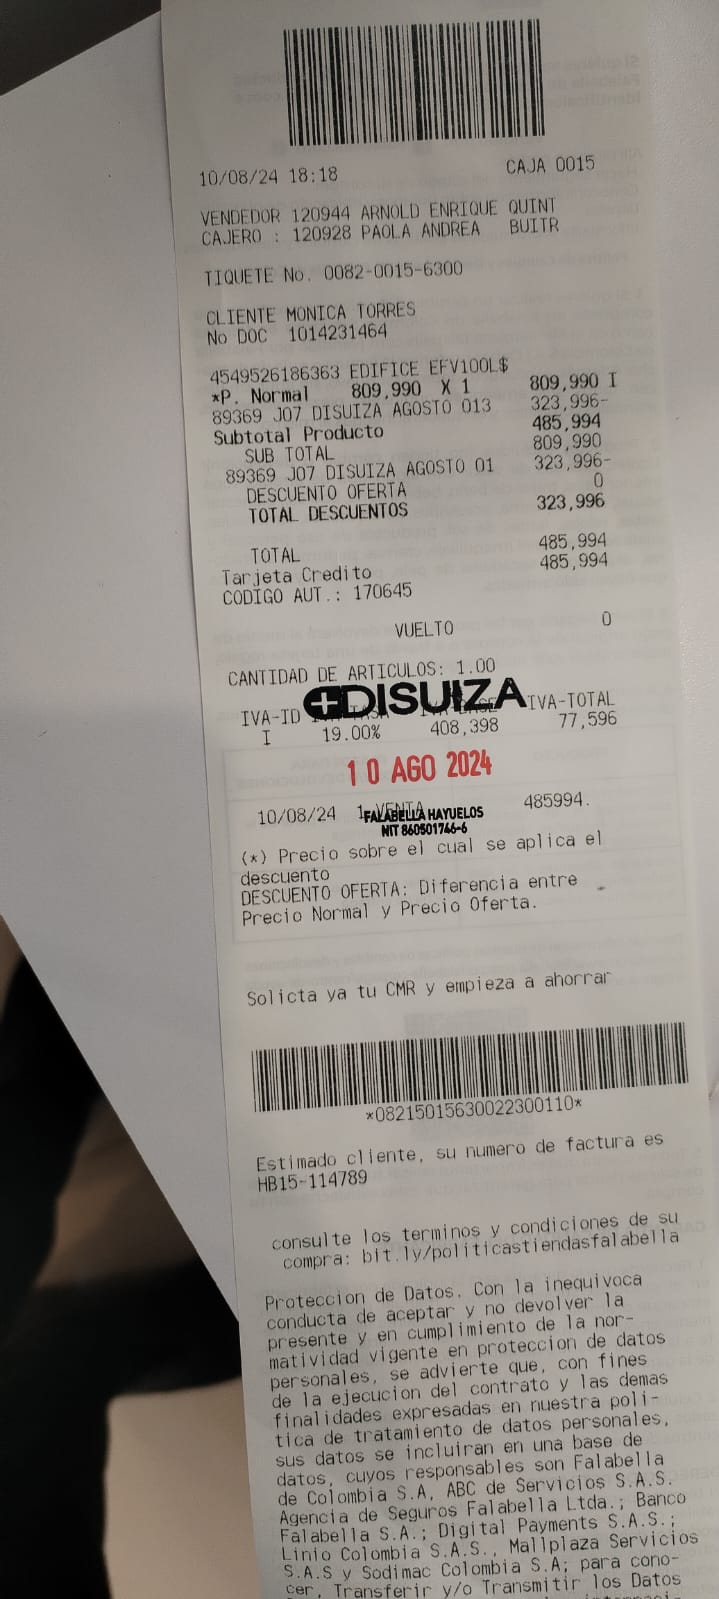 10/08/24 18:18 CAJA 0015
VENDEDOR 120944 ARNOLD ENRIQUE QUINT
CAJERO : 120928 PAOLA ANDREA BUITR
TIQUETE No. 0082-0015-6300
CLIENTE MONICA TORRES
No DOC 1014231464
4549526186363 EDIFICE EFV100L$
*P. Normal 809,990 X 1 809,990 I
89369 J07 DISUIZA AGOSTO 013 323,996-
Subtotal Producto 485,994
SUB TOTAL 809,990
89369 J07 DISUIZA AGOSTO 01 323,996-
DESCUENTO OFERTA 0
TOTAL DESCUENTOS 323,996
TOTAL 485,994
Tarjeta Credito 485,994
CODIGO AUT.: 170645
VUELTO 0
CANTIDAD DE ARTICULOS: 1.00
DISUIZA
IVA-ID IVA-TOTAL
I 19.00% 408,398 77,596
10 AGO 2024
10/08/24 1 VENTA 485994.
FALABELLA HAYUELOS
NIT 860501746-6
(*) Precio sobre el cual se aplica el
descuento
DESCUENTO OFERTA: Diferencia entre
Precio Normal y Precio Oferta.
Solicta ya tu CMR y empieza a ahorrar
*08215015630022300110*
Estimado cliente, su numero de factura es
HB15-114789
consulte los terminos y condiciones de su
compra: bit.ly/politicastiendasfalabella
Proteccion de Datos. Con la inequivoca
conducta de aceptar y no devolver la
presente y en cumplimiento de la nor-
matividad vigente en proteccion de datos
personales, se advierte que, con fines
de la ejecucion del contrato y las demas
finalidades expresadas en nuestra poli-
tica de tratamiento de datos personales,
sus datos se incluiran en una base de
datos, cuyos responsables son Falabella
de Colombia S.A, ABC de Servicios S.A.S.
Agencia de Seguros Falabella Ltda.; Banco
Falabella S.A.; Digital Payments S.A.S.;
Linio Colombia S.A.S., Mallplaza Servicios
S.A.S y Sodimac Colombia S.A; para cono-
cer, Transferir y/o Transmitir los Datos